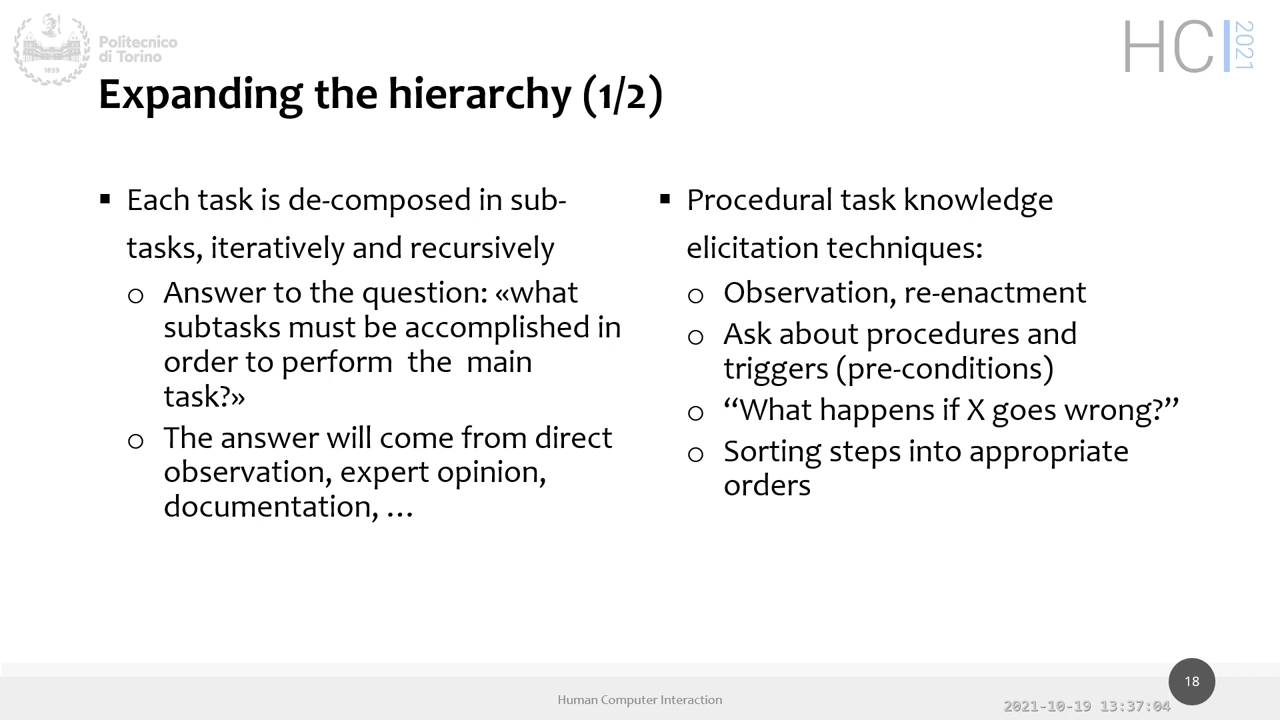 Politecnico
di Torino
1859
HCI
2021
Expanding the hierarchy (1/2)
▪ Each task is de-composed in sub-
tasks, iteratively and recursively
o Answer to the question: «what
subtasks must be accomplished in
order to perform the main
task?»
o The answer will come from direct
observation, expert opinion,
documentation, …
▪ Procedural task knowledge
elicitation techniques:
o Observation, re-enactment
o Ask about procedures and
triggers (pre-conditions)
o “What happens if X goes wrong?”
o Sorting steps into appropriate
orders
Human Computer Interaction
18
2021-10-19 13:37:04